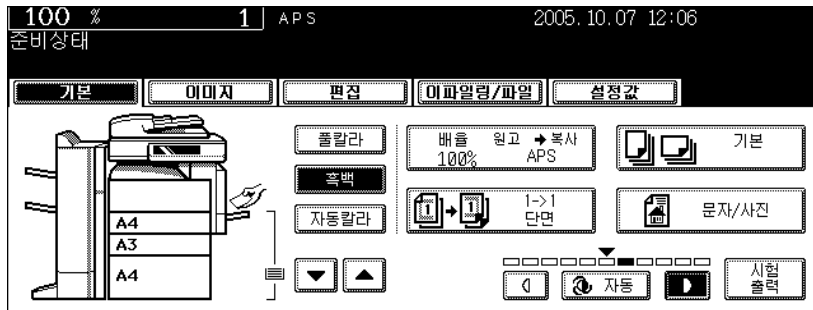 100 % 1 APS 2005.10.07 12:06
준비상태
기본 이미지 편집 이파일링/파일 설정값
풀칼라
배율 원고 ➔복사
100% APS
기본
흑백
1->1
단면
문자/사진
자동칼라
A4
A3
A4
자동
시험
출력